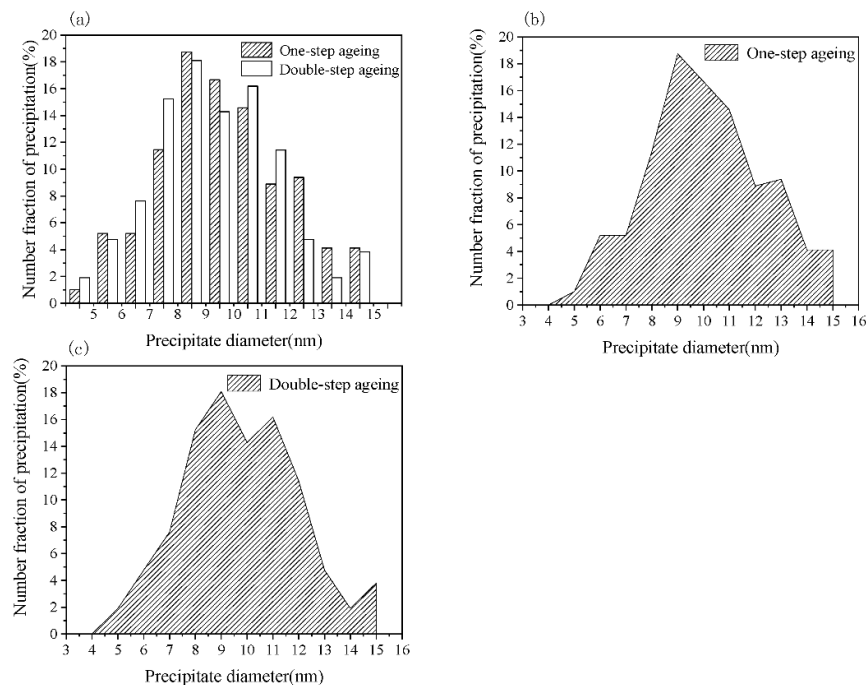 (a)
20
18
16
14
12
10
8
6
4
2
0
Number fraction of precipitation(%)
One-step ageing
Double-step ageing
5 6 7 8 9 10 11 12 13 14 15
Precipitate diameter(nm)
(b)
20
18
16
14
12
10
8
6
4
2
0
Number fraction of precipitation(%)
One-step ageing
3 4 5 6 7 8 9 10 11 12 13 14 15 16
Precipitate diameter(nm)
(c)
20
18
16
14
12
10
8
6
4
2
0
Number fraction of precipitation(%)
Double-step ageing
3 4 5 6 7 8 9 10 11 12 13 14 15 16
Precipitate diameter(nm)